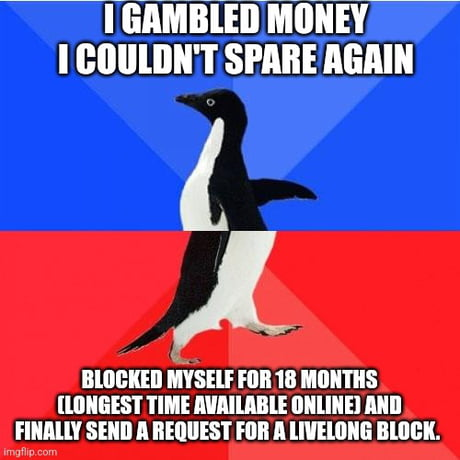 I GAMBLED MONEY
I COULDN'T SPARE AGAIN
BLOCKED MYSELF FOR 18 MONTHS
(LONGEST TIME AVAILABLE ONLINE) AND
FINALLY SEND A REQUEST FOR A LIVELONG BLOCK.
imgflip.com